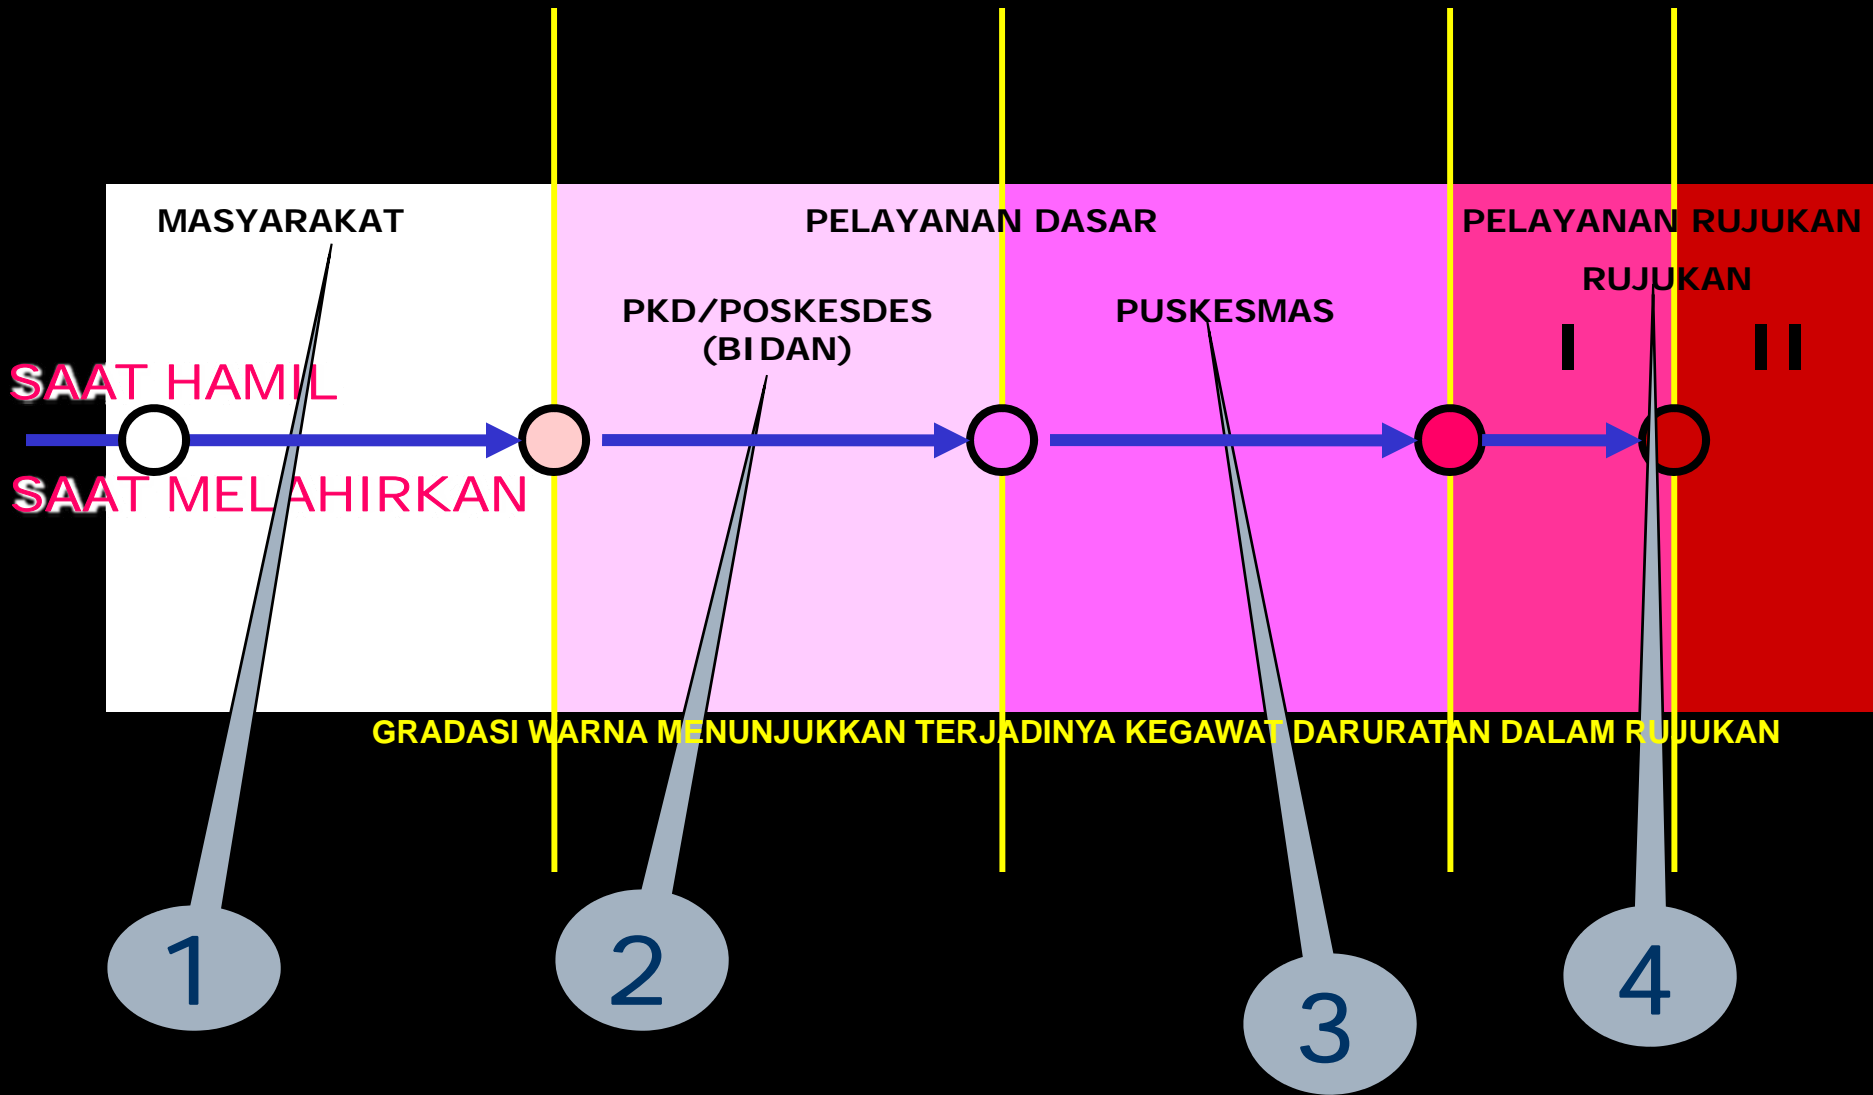 MASYARAKAT
PELAYANAN DASAR
PELAYANAN RUJUKAN
RUJUKAN
PKD/POSKESDES
(BIDAN)
PUSKESMAS
I
II
SAAT HAMIL
SAAT MELAHIRKAN
GRADASI WARNA MENUNJUKKAN TERJADINYA KEGAWAT DARURATAN DALAM RUJUKAN
1
2
3
4